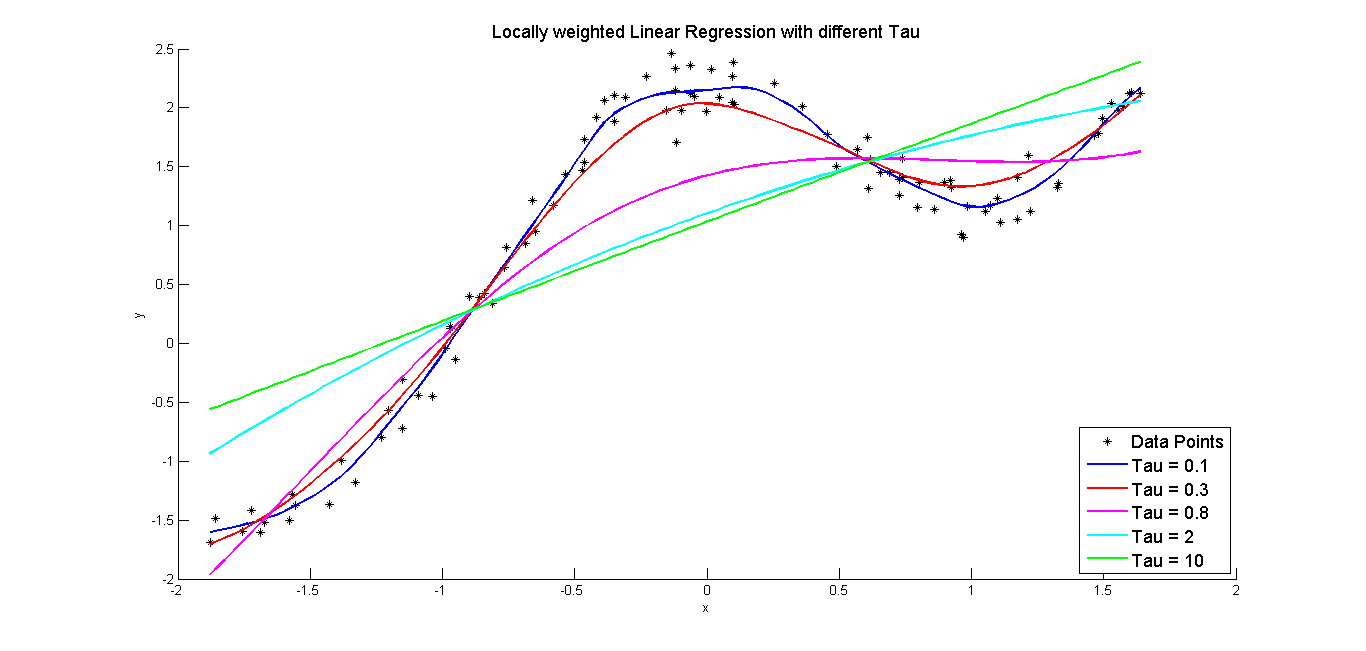 Locally weighted Linear Regression with different Tau
2.5
2
1.5
1
0.5
0
-0.5
-1
-1.5
-2
y
-2 -1.5 -1 -0.5 0 0.5 1 1.5 2
x
Data Points
Tau = 0.1
Tau = 0.3
Tau = 0.8
Tau = 2
Tau = 10